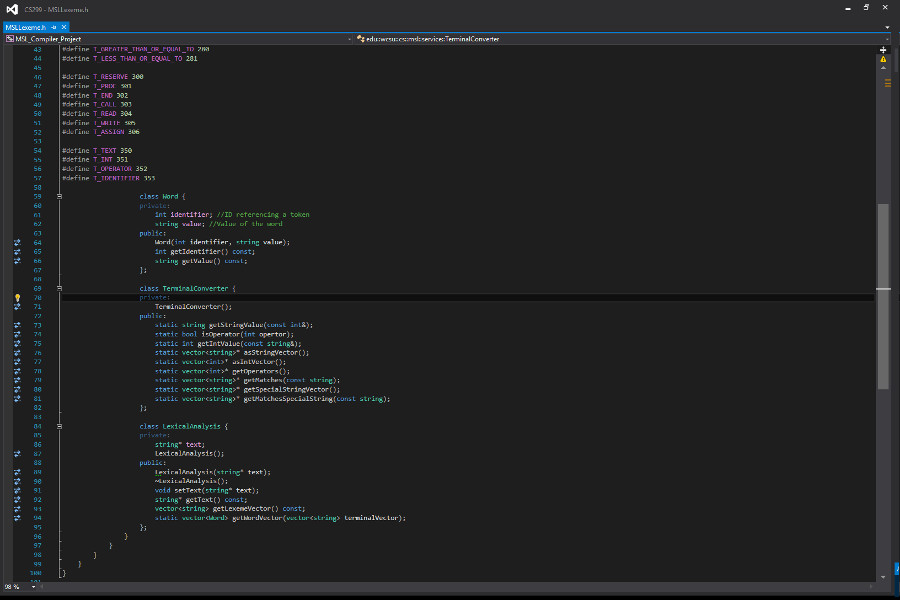 CS299 - MSLLexeme.h
MSLLexeme.h
MSL_Compiler_Project
edu::wcsu::cs::msl::service::TerminalConverter
43 #define T_GREATER_THAN_OR_EQUAL_TO 280
44 #define T_LESS_THAN_OR_EQUAL_TO 281
45
46 #define T_RESERVE 300
47 #define T_PROC 301
48 #define T_END 302
49 #define T_CALL 303
50 #define T_READ 304
51 #define T_WRITE 305
52 #define T_ASSIGN 306
53
54 #define T_TEXT 350
55 #define T_INT 351
56 #define T_OPERATOR 352
57 #define T_IDENTIFIER 353
58
59 class Word {
60 private:
61 int identifier; //ID referencing a token
62 string value; //Value of the word
63 public:
64 Word(int identifier, string value);
65 int getIdentifier() const;
66 string getValue() const;
67 };
68
69 class TerminalConverter {
70 private:
71 TerminalConverter();
72 public:
73 static string getStringValue(const int&);
74 static bool isOperator(int opertor);
75 static int getIntValue(const string&);
76 static vector<string>* asStringVector();
77 static vector<int>* asIntVector();
78 static vector<int>* getOperators();
79 static vector<string>* getMatches(const string);
80 static vector<string>* getSpecialStringVector();
81 static vector<string>* getMatchesSpecialString(const string);
82 };
83
84 class LexicalAnalysis {
85 private:
86 string* text;
87 LexicalAnalysis();
88 public:
89 LexicalAnalysis(string* text);
90 ~LexicalAnalysis();
91 void setText(string* text);
92 string* getText() const;
93 vector<string> getLexemeVector() const;
94 static vector<Word> getWordVector(vector<string> terminalVector);
95 };
96 }
97 }
98 }
99 }
100 }
98 %